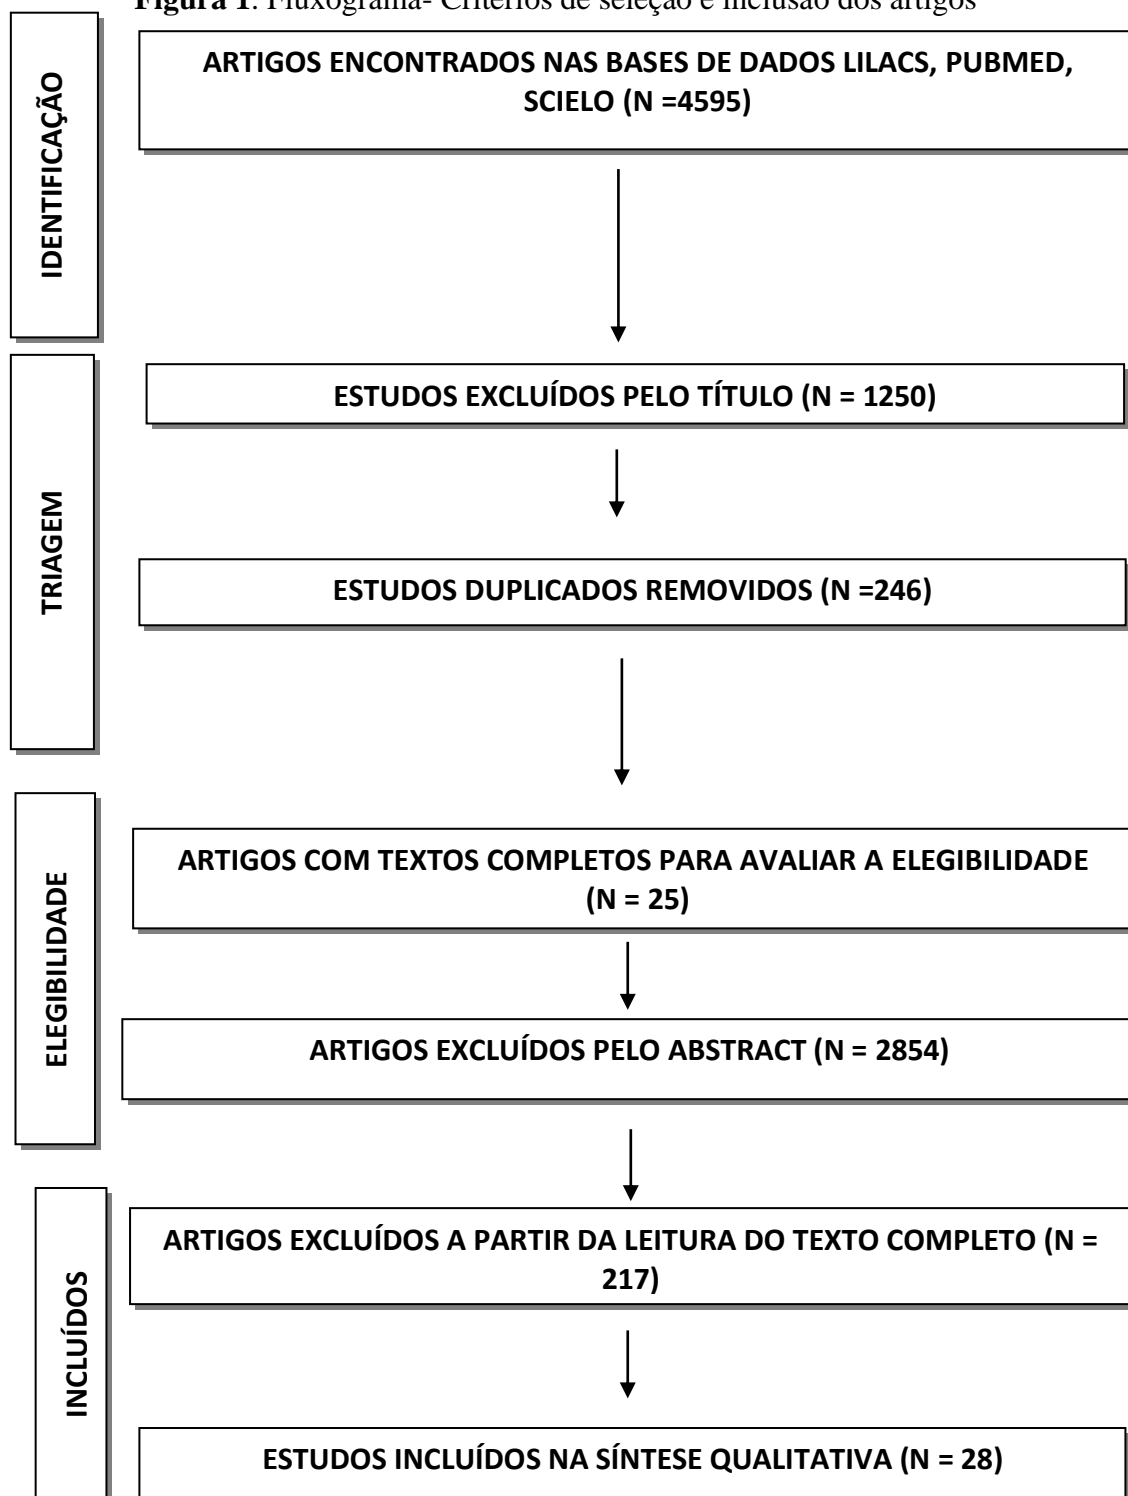 Figura 1. Fluxograma- Critérios de seleção e inclusão dos artigos
IDENTIFICAÇÃO
ARTIGOS ENCONTRADOS NAS BASES DE DADOS LILACS, PUBMED,
SCIELO (N =4595)
TRIAGEM
ESTUDOS EXCLUÍDOS PELO TÍTULO (N = 1250)
ESTUDOS DUPLICADOS REMOVIDOS (N =246)
ELEGIBILIDADE
ARTIGOS COM TEXTOS COMPLETOS PARA AVALIAR A ELEGIBILIDADE
(N = 25)
ARTIGOS EXCLUÍDOS PELO ABSTRACT (N = 2854)
INCLUÍDOS
ARTIGOS EXCLUÍDOS A PARTIR DA LEITURA DO TEXTO COMPLETO (N =
217)
ESTUDOS INCLUÍDOS NA SÍNTESE QUALITATIVA (N = 28)